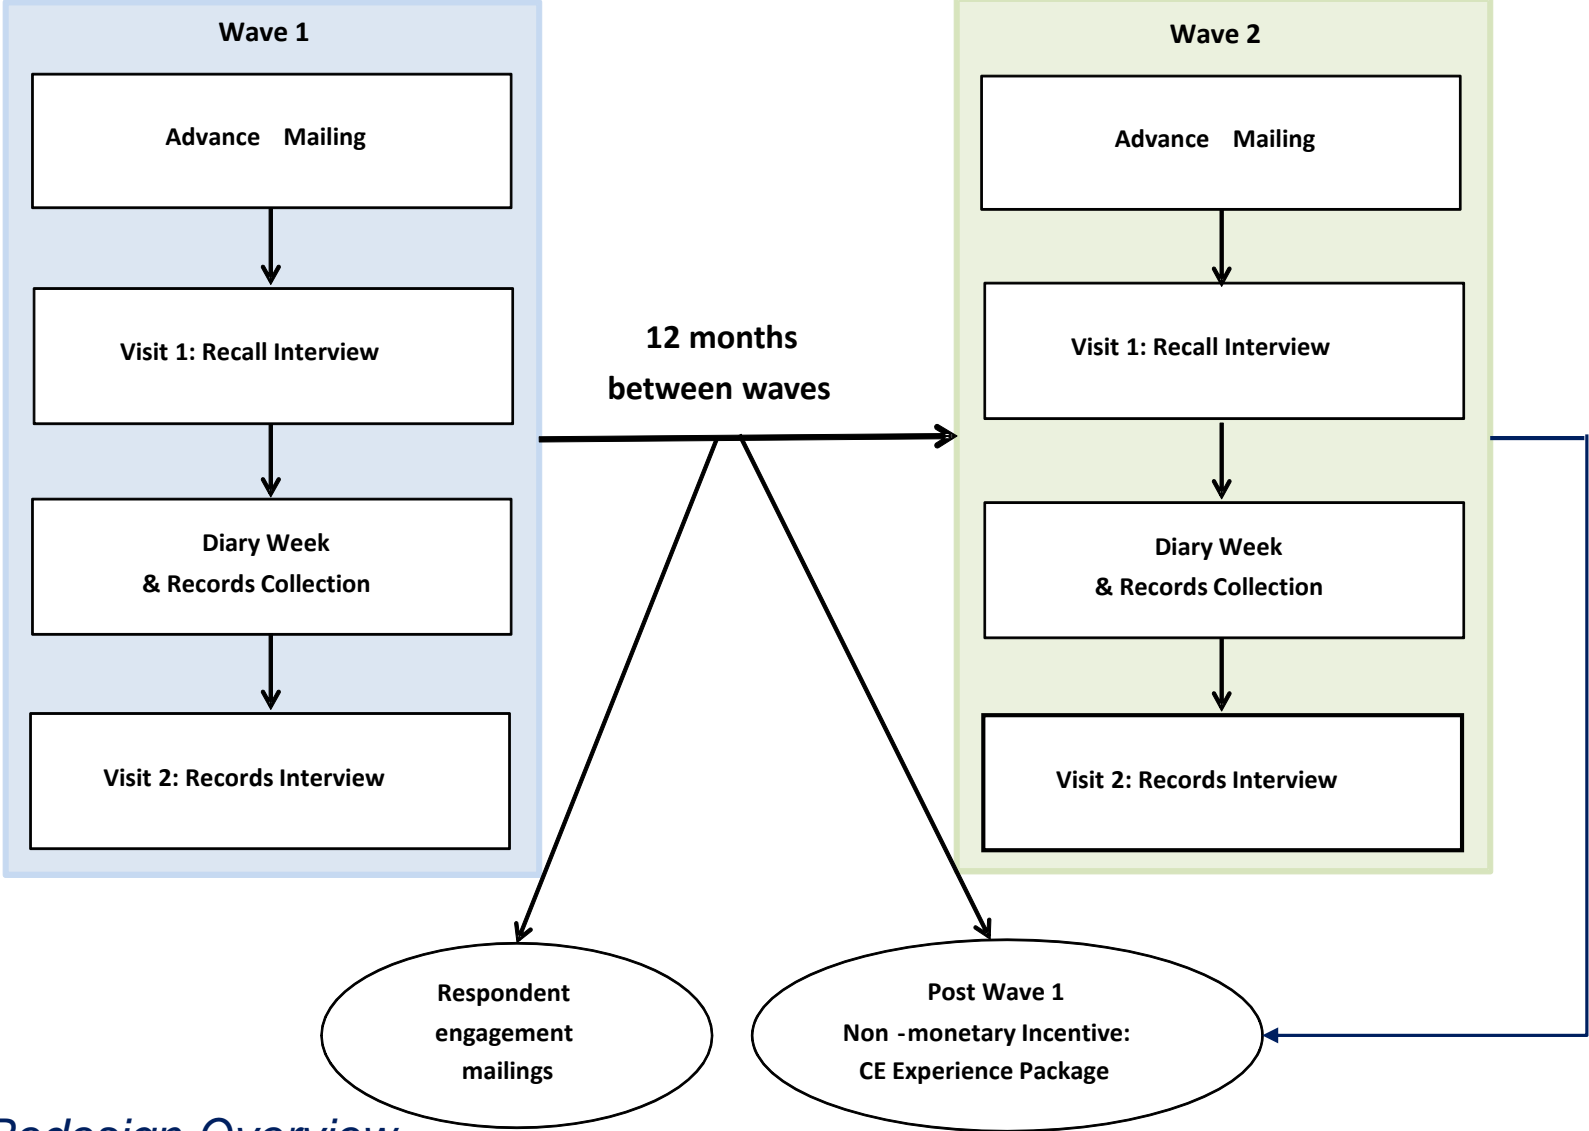 Wave 1
Advance Mailing
Visit 1: Recall Interview
Diary Week
& Records Collection
Visit 2: Records Interview
12 months
between waves
Wave 2
Advance Mailing
Visit 1: Recall Interview
Diary Week
& Records Collection
Visit 2: Records Interview
Respondent
engagement
mailings
Post Wave 1
Non -monetary Incentive:
CE Experience Package
Redesign Overview